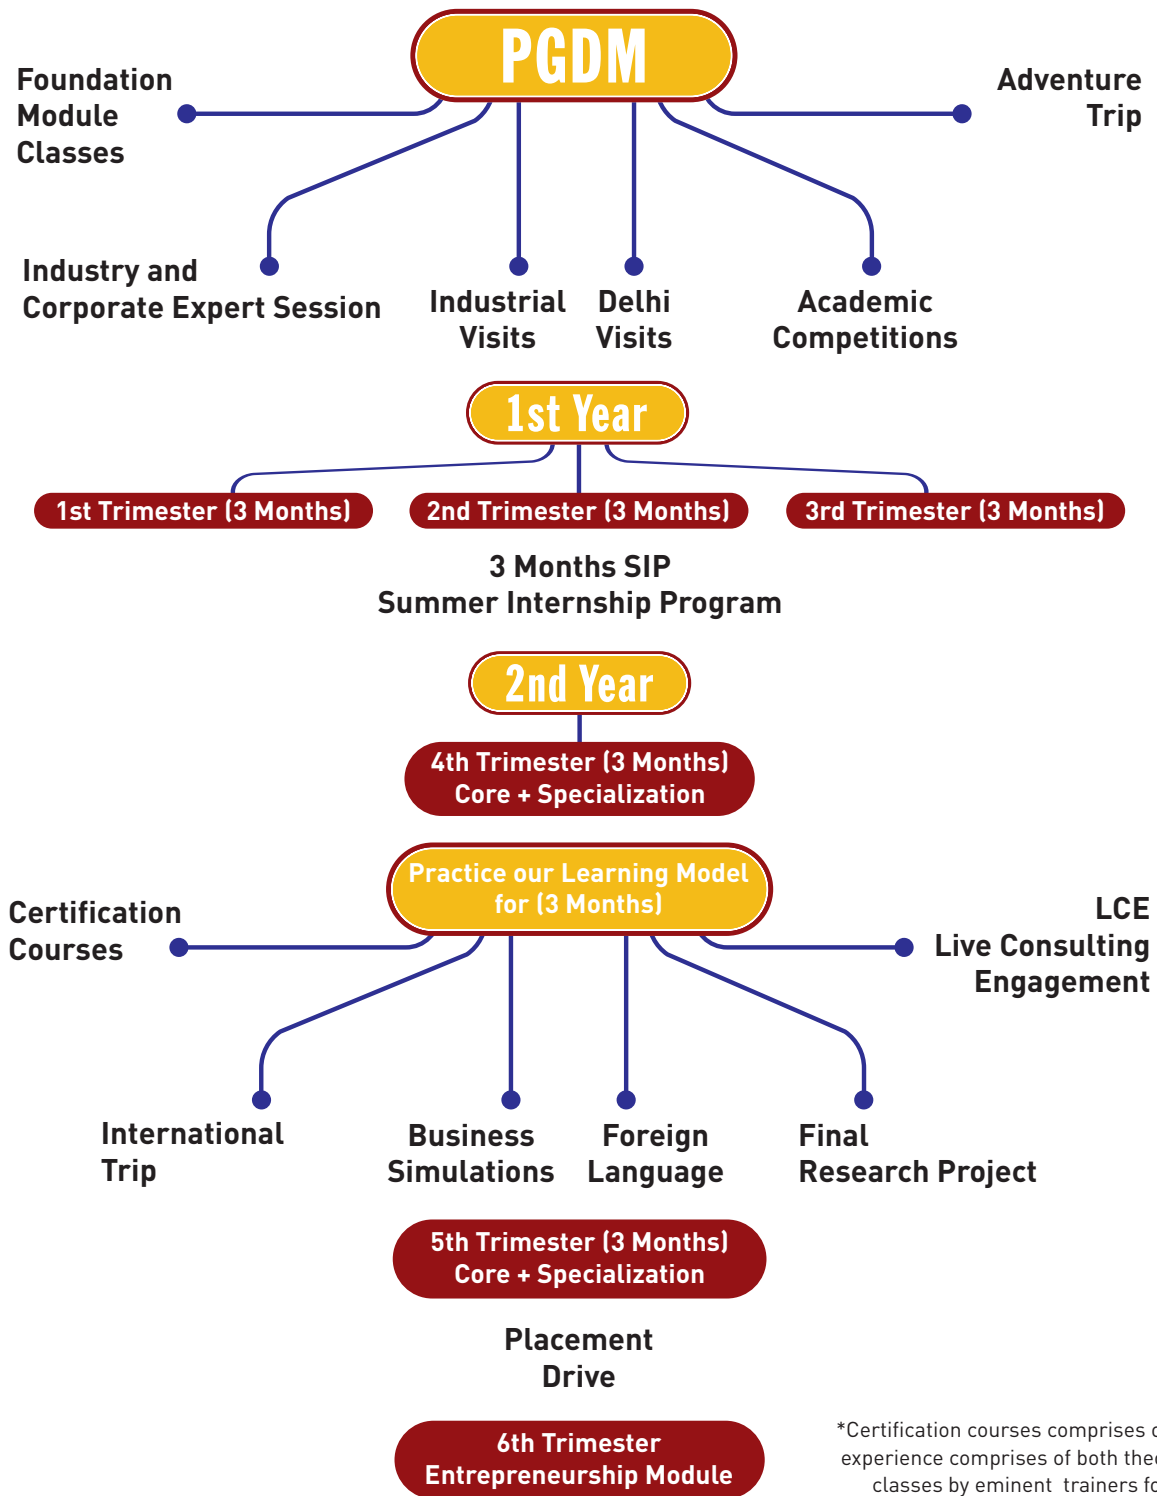 PGDM
Foundation
Module
Classes
Adventure
Trip
Industry and
Corporate Expert Session
Industrial
Visits
Delhi
Visits
Academic
Competitions
1st Year
1st Trimester (3 Months)
2nd Trimester (3 Months)
3rd Trimester (3 Months)
3 Months SIP
Summer Internship Program
2nd Year
4th Trimester (3 Months)
Core + Specialization
Practice our Learning Model
for (3 Months)
Certification
Courses
LCE
Live Consulting
Engagement
International
Trip
Business
Simulations
Foreign
Language
Final
Research Project
5th Trimester (3 Months)
Core + Specialization
Placement
Drive
6th Trimester
Entrepreneurship Module
*Certification courses comprises
experience comprises of both
classes by eminent trainers